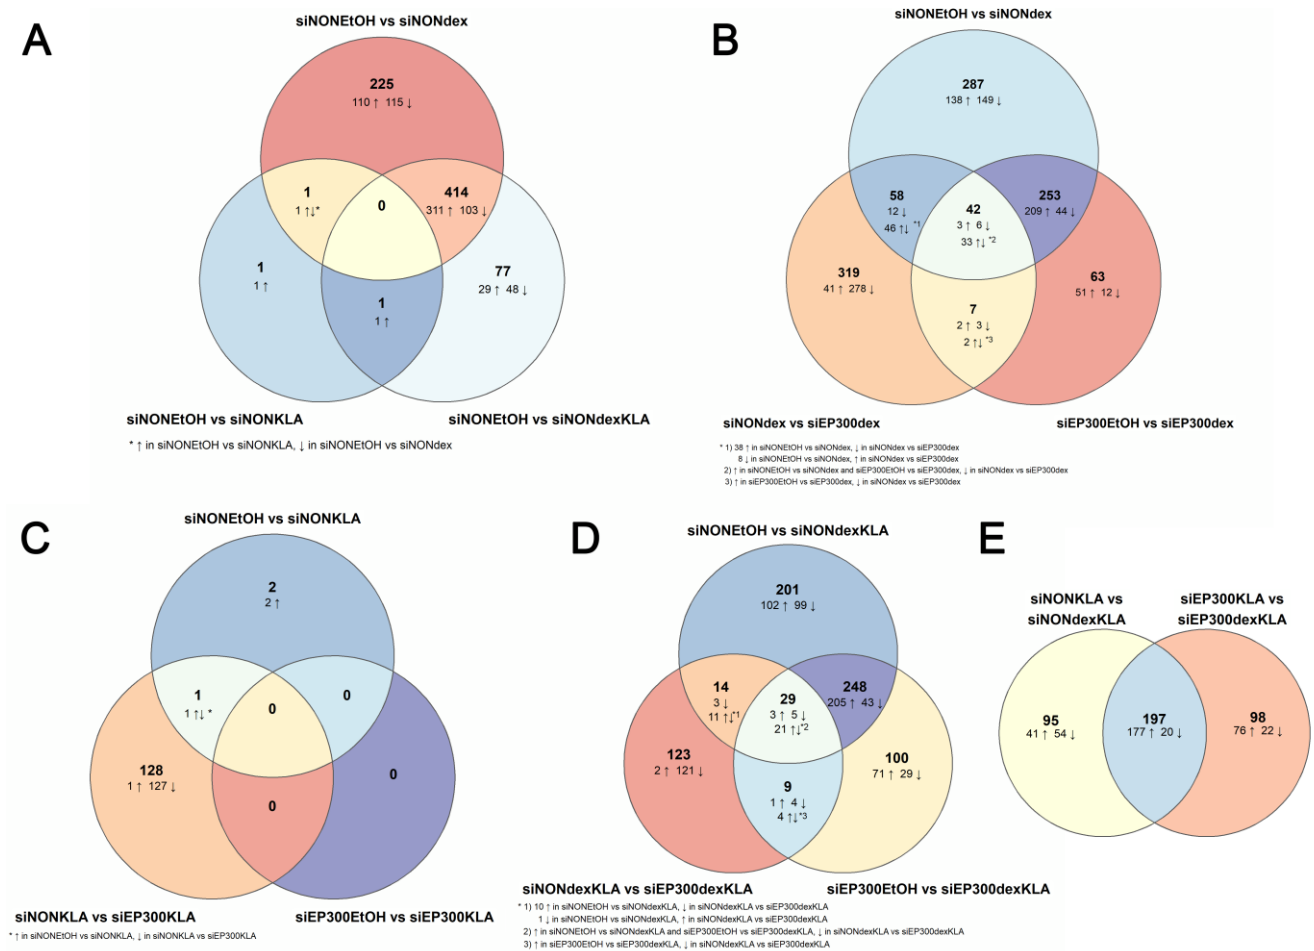 A
siNONEtOH vs siNONdex
225
110 ↑ 115 ↓
1
1 ↑↓*
0
414
311 ↑ 103 ↓
1
1 ↑
1
1 ↑
77
29 ↑ 48 ↓
siNONEtOH vs siNONKLA
siNONEtOH vs siNONdexKLA
* ↑ in siNONEtOH vs siNONKLA, ↓ in siNONEtOH vs siNONdex
B
siNONEtOH vs siNONdex
287
138 ↑ 149 ↓
58
12 ↓
46 ↑↓ *1
42
3 ↑ 6 ↓
33 ↑↓ *2
253
209 ↑ 44 ↓
319
41 ↑ 278 ↓
7
2 ↑ 3 ↓
2 ↑↓ *3
63
51 ↑ 12 ↓
siNONdex vs siEP300dex
siEP300EtOH vs siEP300dex
* 1) 38 ↑ in siNONEtOH vs siNONdex, ↓ in siNONdex vs siEP300dex
8 ↓ in siNONEtOH vs siNONdex, ↑ in siNONdex vs siEP300dex
2) ↑ in siNONEtOH vs siNONdex and siEP300EtOH vs siEP300dex, ↓ in siNONdex vs siEP300dex
3) ↑ in siEP300EtOH vs siEP300dex, ↓ in siNONdex vs siEP300dex
C
siNONEtOH vs siNONKLA
2
2 ↑
1
1 ↑↓ *
0
0
128
1 ↑ 127 ↓
0
0
siNONKLA vs siEP300KLA
siEP300EtOH vs siEP300KLA
* ↑ in siNONEtOH vs siNONKLA, ↓ in siNONKLA vs siEP300KLA
D
siNONEtOH vs siNONdexKLA
201
102 ↑ 99 ↓
14
3 ↓
11 ↑↓*1
29
3 ↑ 5 ↓
21 ↑↓*2
248
205 ↑ 43 ↓
123
2 ↑ 121 ↓
9
1 ↑ 4 ↓
4 ↑↓*3
100
71 ↑ 29 ↓
siNONdexKLA vs siEP300dexKLA
siEP300EtOH vs siEP300dexKLA
* 1) 10 ↑ in siNONEtOH vs siNONdexKLA, ↓ in siNONdexKLA vs siEP300dexKLA
1 ↓ in siNONEtOH vs siNONdexKLA, ↑ in siNONdexKLA vs siEP300dexKLA
2) ↑ in siNONEtOH vs siNONdexKLA and siEP300EtOH vs siEP300dexKLA, ↓ in siNONdexKLA vs siEP300dexKLA
3) ↑ in siEP300EtOH vs siEP300dexKLA, ↓ in siNONdexKLA vs siEP300dexKLA
E
siNONKLA vs
siNONdexKLA
siEP300KLA vs
siEP300dexKLA
95
41 ↑ 54 ↓
197
177 ↑ 20 ↓
98
76 ↑ 22 ↓